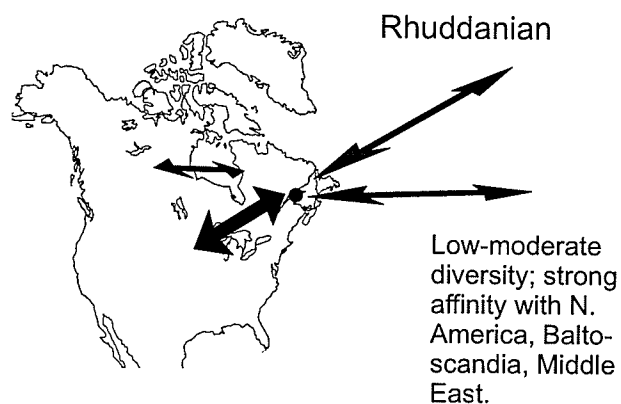 Rhuddanian
Low-moderate
diversity; strong
affinity with N.
America, Balto-
scandia, Middle
East.